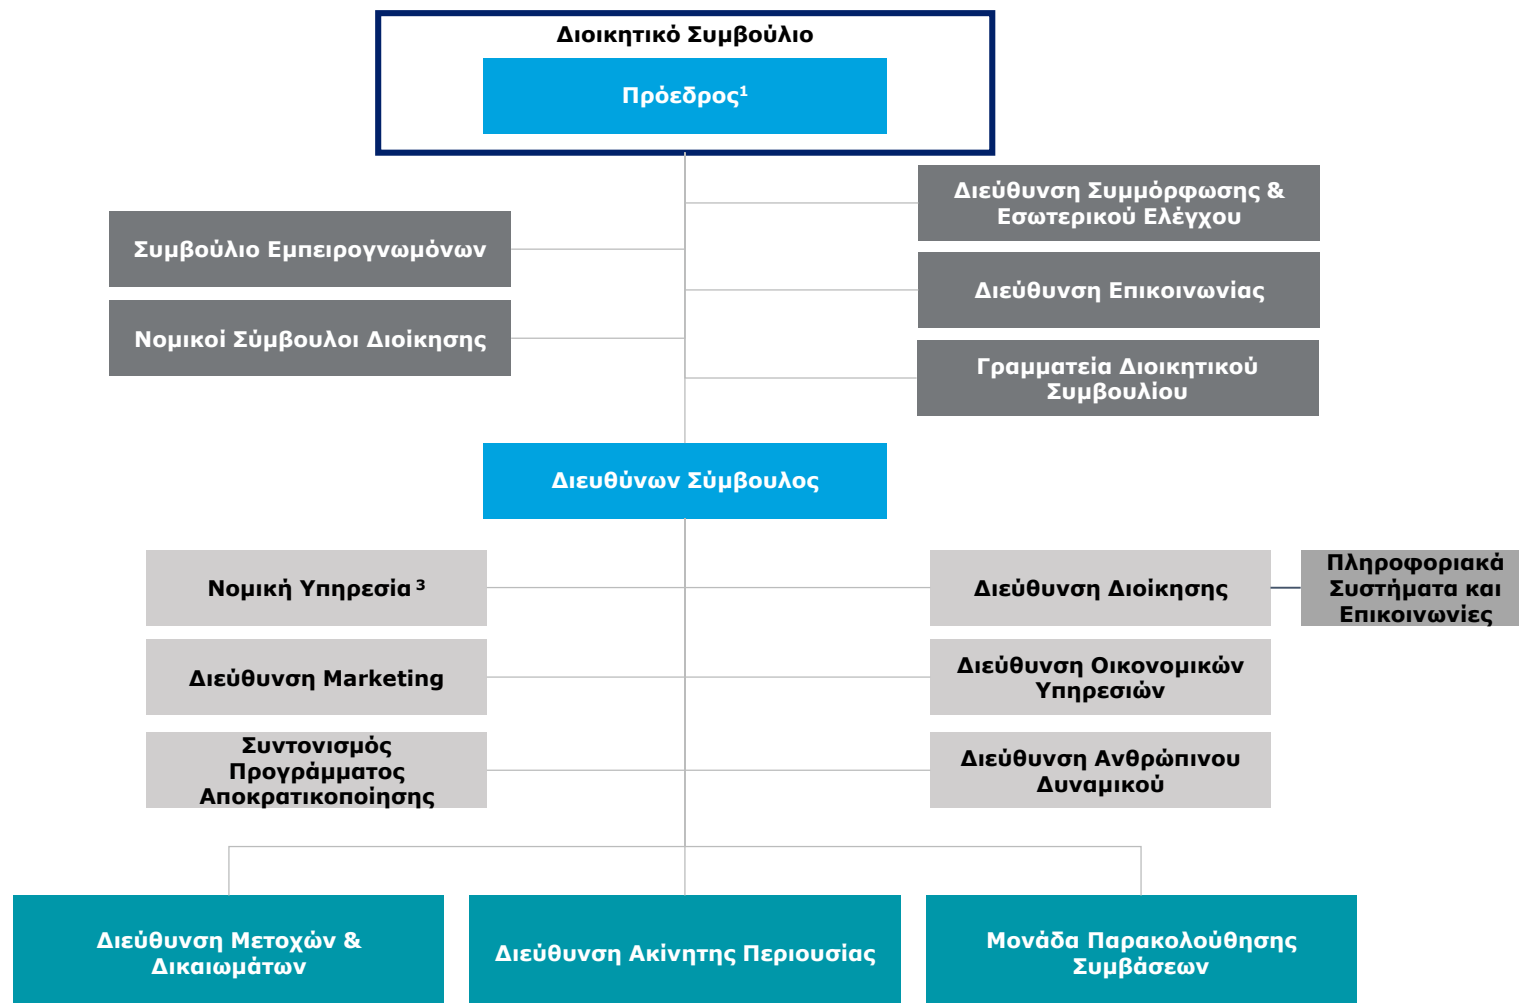 Διοικητικό Συμβούλιο
Πρόεδρος¹
Διεύθυνση Συμμόρφωσης &
Εσωτερικού Ελέγχου
Συμβούλιο Εμπειρογνωμόνων
Διεύθυνση Επικοινωνίας
Νομικοί Σύμβουλοι Διοίκησης
Γραμματεία Διοικητικού
Συμβουλίου
Διευθύνων Σύμβουλος
Νομική Υπηρεσία ³
Διεύθυνση Διοίκησης
Πληροφοριακά
Συστήματα και
Επικοινωνίες
Διεύθυνση Marketing
Διεύθυνση Οικονομικών
Υπηρεσιών
Συντονισμός
Προγράμματος
Αποκρατικοποίησης
Διεύθυνση Ανθρώπινου
Δυναμικού
Διεύθυνση Μετοχών &
Δικαιωμάτων
Διεύθυνση Ακίνητης Περιουσίας
Μονάδα Παρακολούθησης
Συμβάσεων